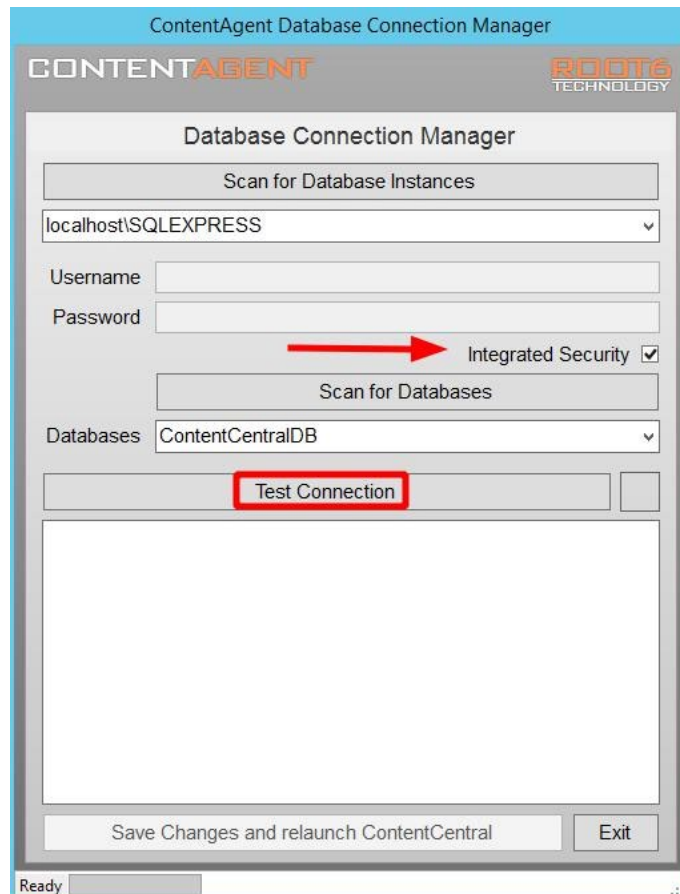 ContentAgent Database Connection Manager
CONTENTAGENT
ROOT6
TECHNOLOGY
Database Connection Manager
Scan for Database Instances
localhost\SQLEXPRESS
Username
Password
Integrated Security
Scan for Databases
Databases ContentCentralDB
Test Connection
Save Changes and relaunch ContentCentral Exit
Ready